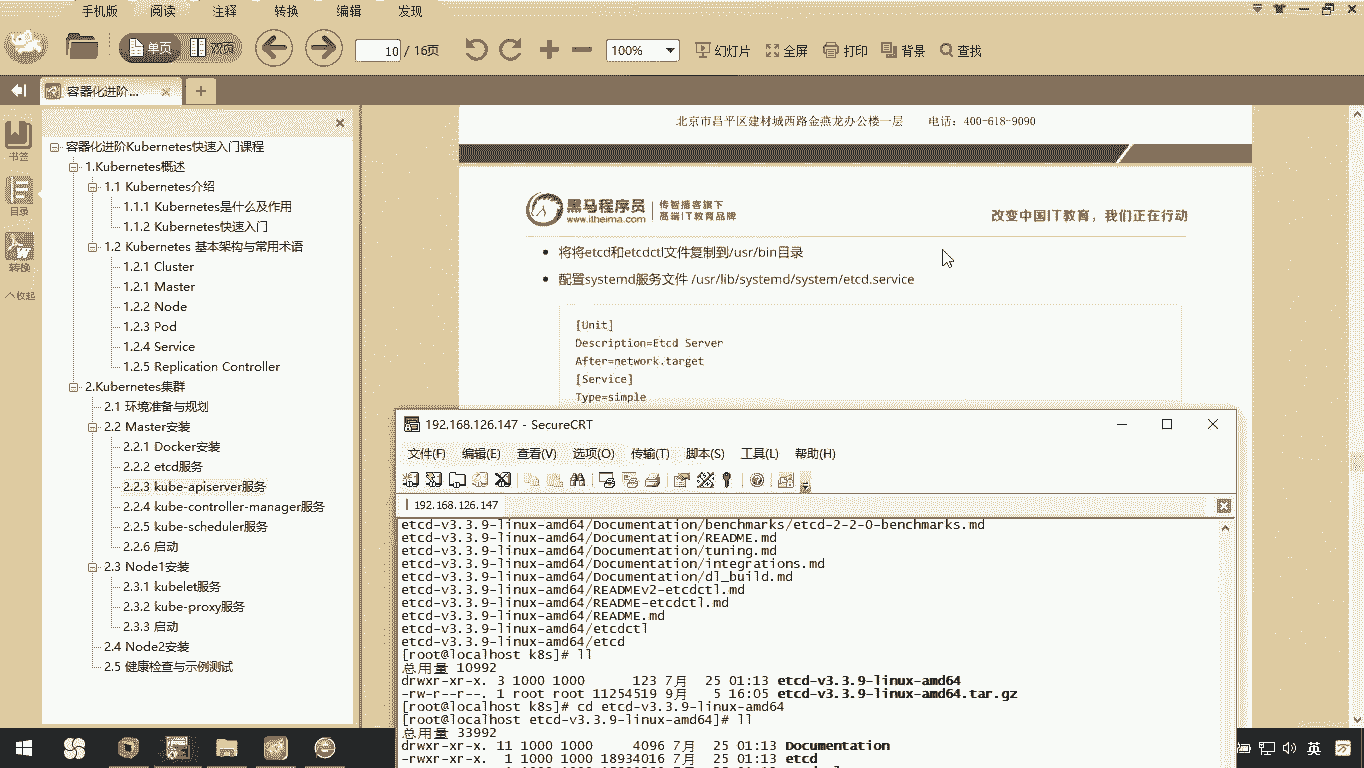 手机版 阅读 注释 转换 编辑 发现
单页 双页 10 / 16页 100% 幻灯片 全屏 打印 背景 查找
容器化进阶...
书签
目录
转换
收起
容器化进阶Kubernetes快速入门课程
1.Kubernetes概述
1.1 Kubernetes介绍
1.1.1 Kubernetes是什么及作用
1.1.2 Kubernetes快速入门
1.2 Kubernetes 基本架构与常用术语
1.2.1 Cluster
1.2.1 Master
1.2.2 Node
1.2.3 Pod
1.2.4 Service
1.2.5 Replication Controller
2.Kubernetes集群
2.1 环境准备与规划
2.2 Master安装
2.2.1 Docker安装
2.2.2 etcd服务
2.2.3 kube-apiserver服务
2.2.4 kube-controller-manager服务
2.2.5 kube-scheduler服务
2.2.6 启动
2.3 Node1安装
2.3.1 kubelet服务
2.3.2 kube-proxy服务
2.3.3 启动
2.4 Node2安装
2.5 健康检查与示例测试
北京市昌平区建材城西路金燕龙办公楼一层 电话：400-618-9090
黑马程序员
www.itheima.com
传智播客旗下
高端IT教育品牌
改变中国IT教育，我们正在行动
将将etcd和etcdctl文件复制到/usr/bin目录
配置systemd服务文件 /usr/lib/systemd/system/etcd.service
[Unit]
Description=Etcd Server
After=network.target
[Service]
Type=simple
192.168.126.147 - SecureCRT
文件(F) 编辑(E) 查看(V) 选项(O) 传输(T) 脚本(S) 工具(L) 帮助(H)
192.168.126.147
etcd-v3.3.9-linux-amd64/Documentation/benchmarks/etcd-2-2-0-benchmarks.md
etcd-v3.3.9-linux-amd64/Documentation/README.md
etcd-v3.3.9-linux-amd64/Documentation/tuning.md
etcd-v3.3.9-linux-amd64/Documentation/integrations.md
etcd-v3.3.9-linux-amd64/Documentation/dl_build.md
etcd-v3.3.9-linux-amd64/READMEv2-etcdctl.md
etcd-v3.3.9-linux-amd64/README-etcdctl.md
etcd-v3.3.9-linux-amd64/README.md
etcd-v3.3.9-linux-amd64/etcdctl
etcd-v3.3.9-linux-amd64/etcd
[root@localhost k8s]# ll
总用量 10992
drwxr-xr-x. 3 1000 1000 123 7月 25 01:13 etcd-v3.3.9-linux-amd64
-rw-r--r--. 1 root root 11254519 9月 5 16:05 etcd-v3.3.9-linux-amd64.tar.gz
[root@localhost k8s]# cd etcd-v3.3.9-linux-amd64
[root@localhost etcd-v3.3.9-linux-amd64]# ll
总用量 33992
drwxr-xr-x. 11 1000 1000 4096 7月 25 01:13 Documentation
-rwxr-xr-x. 1 1000 1000 18934016 7月 25 01:13 etcd
英